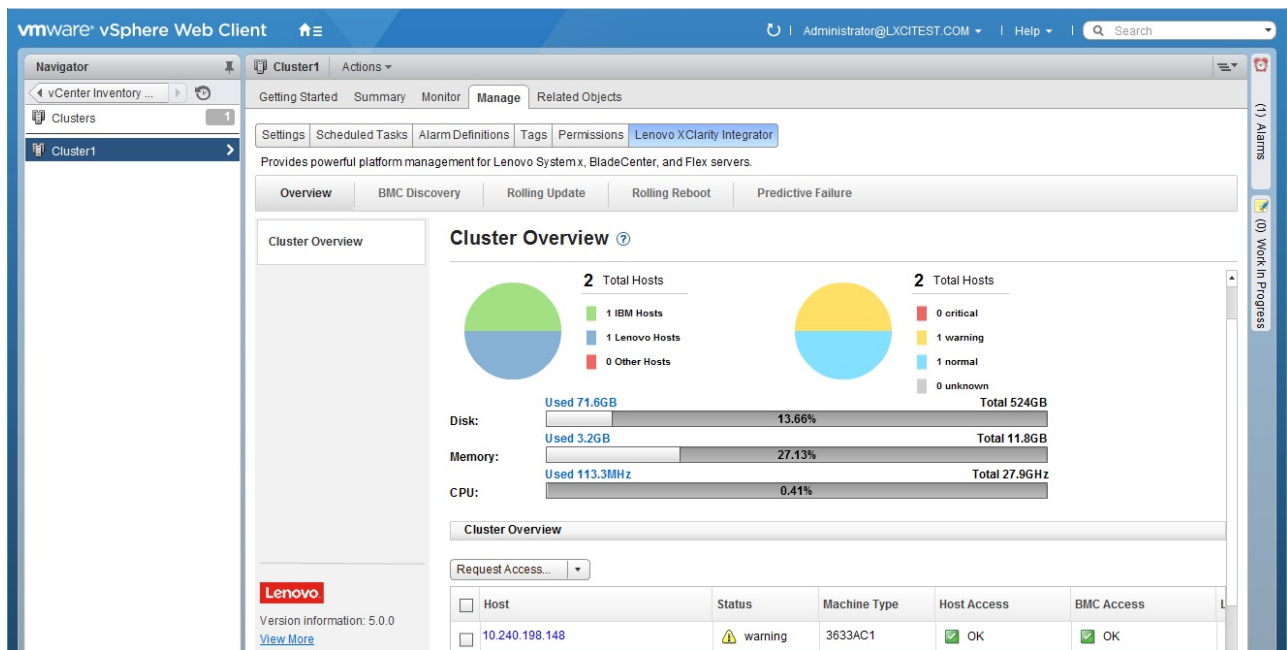 vmware® vSphere Web Client
Administrator@LXCITEST.COM
Help
Search
Navigator
Cluster1
Actions
vCenter Inventory ...
Getting Started Summary Monitor Manage Related Objects
Clusters 1
Settings Scheduled Tasks Alarm Definitions Tags Permissions Lenovo XClarity Integrator
Cluster1
Provides powerful platform management for Lenovo System x, BladeCenter, and Flex servers.
Overview BMC Discovery Rolling Update Rolling Reboot Predictive Failure
Cluster Overview
Cluster Overview
2 Total Hosts
1 IBM Hosts
1 Lenovo Hosts
0 Other Hosts
2 Total Hosts
0 critical
1 warning
1 normal
0 unknown
Used 71.6GB Total 524GB
Disk: 13.66%
Used 3.2GB Total 11.8GB
Memory: 27.13%
Used 113.3MHz Total 27.9GHz
CPU: 0.41%
Cluster Overview
Request Access...
Host Status Machine Type Host Access BMC Access L
10.240.198.148 warning 3633AC1 OK OK
Lenovo
Version information: 5.0.0
View More
(1) Alarms
(0) Work In Progress